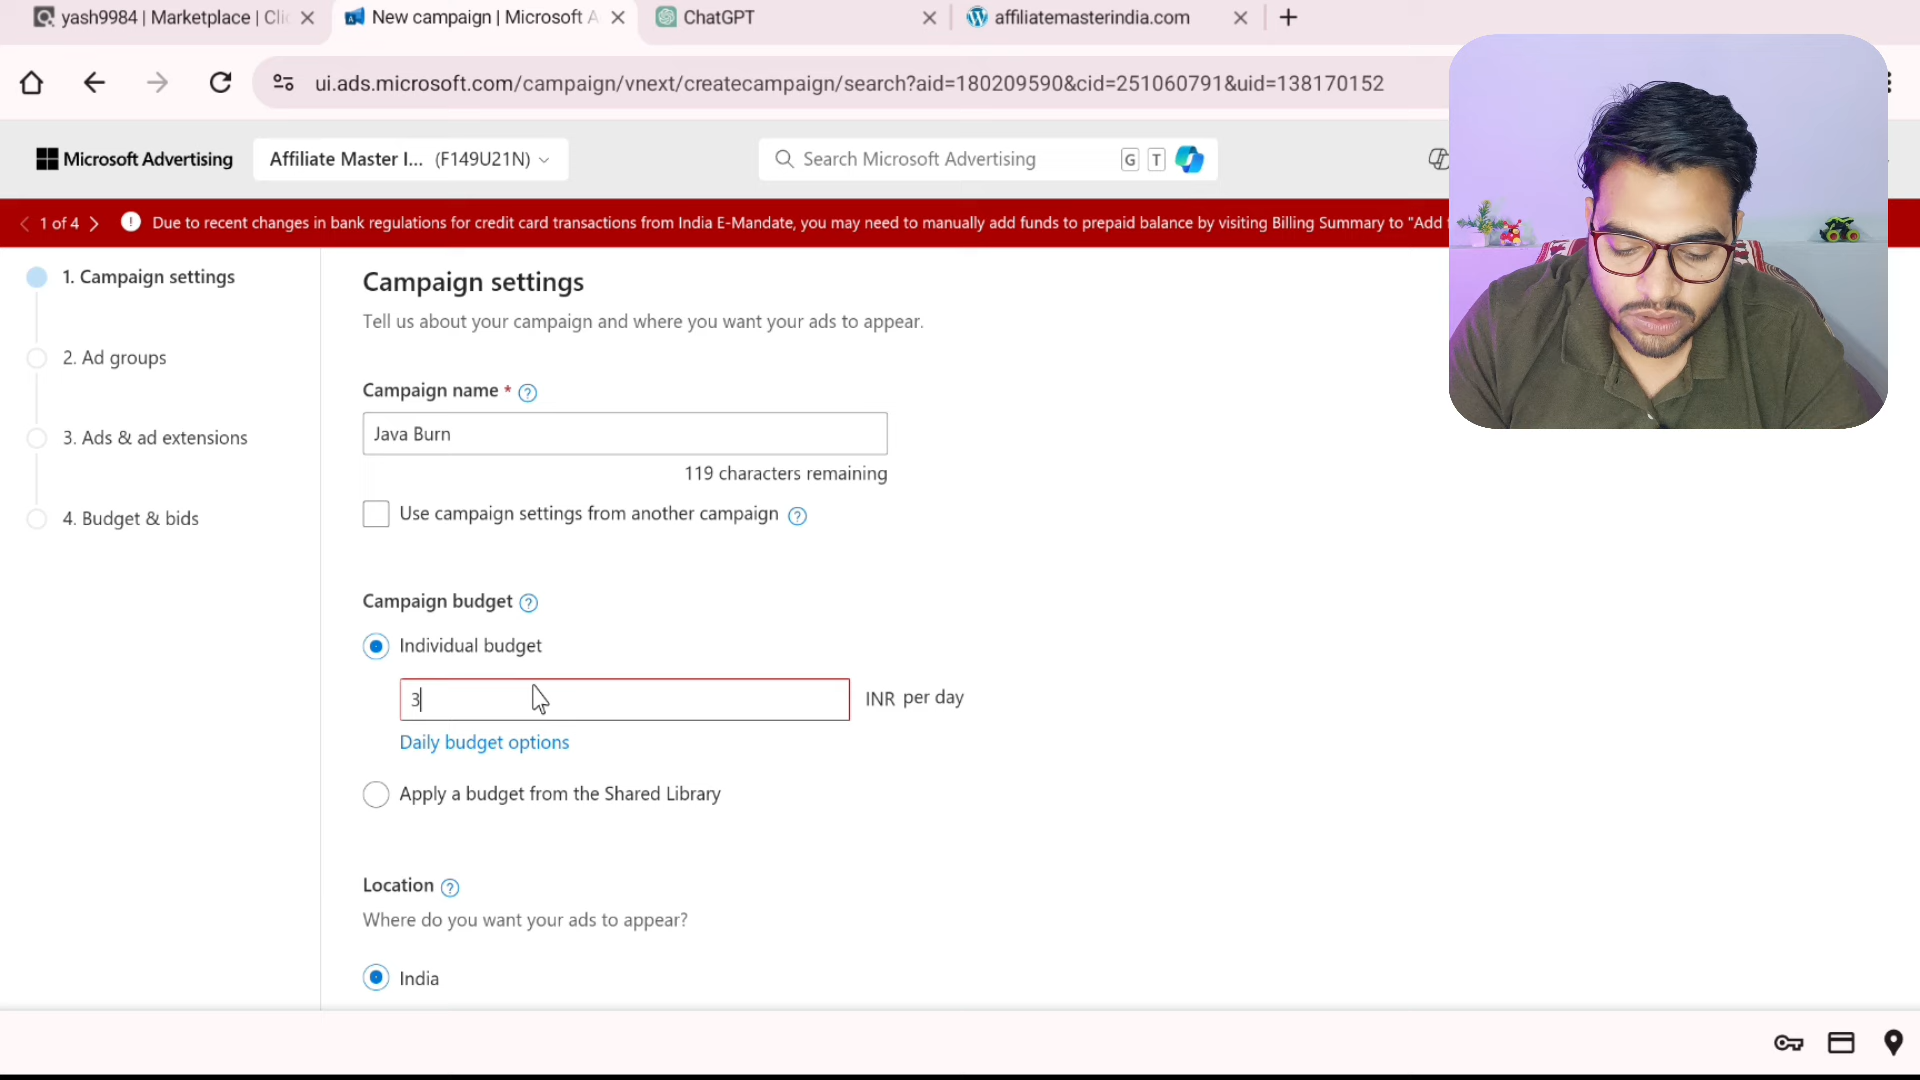 yash9984 | Marketplace | Clic
New campaign | Microsoft A
ChatGPT
affiliatemasterindia.com
ui.ads.microsoft.com/campaign/vnext/createcampaign/search?aid=180209590&cid=251060791&uid=138170152
Microsoft Advertising
Affiliate Master I... (F149U21N)
Search Microsoft Advertising
G T
1 of 4
Due to recent changes in bank regulations for credit card transactions from India E-Mandate, you may need to manually add funds to prepaid balance by visiting Billing Summary to "Add
1. Campaign settings
2. Ad groups
3. Ads & ad extensions
4. Budget & bids
Campaign settings
Tell us about your campaign and where you want your ads to appear.
Campaign name *
Java Burn
119 characters remaining
Use campaign settings from another campaign
Campaign budget
Individual budget
3
INR per day
Daily budget options
Apply a budget from the Shared Library
Location
Where do you want your ads to appear?
India